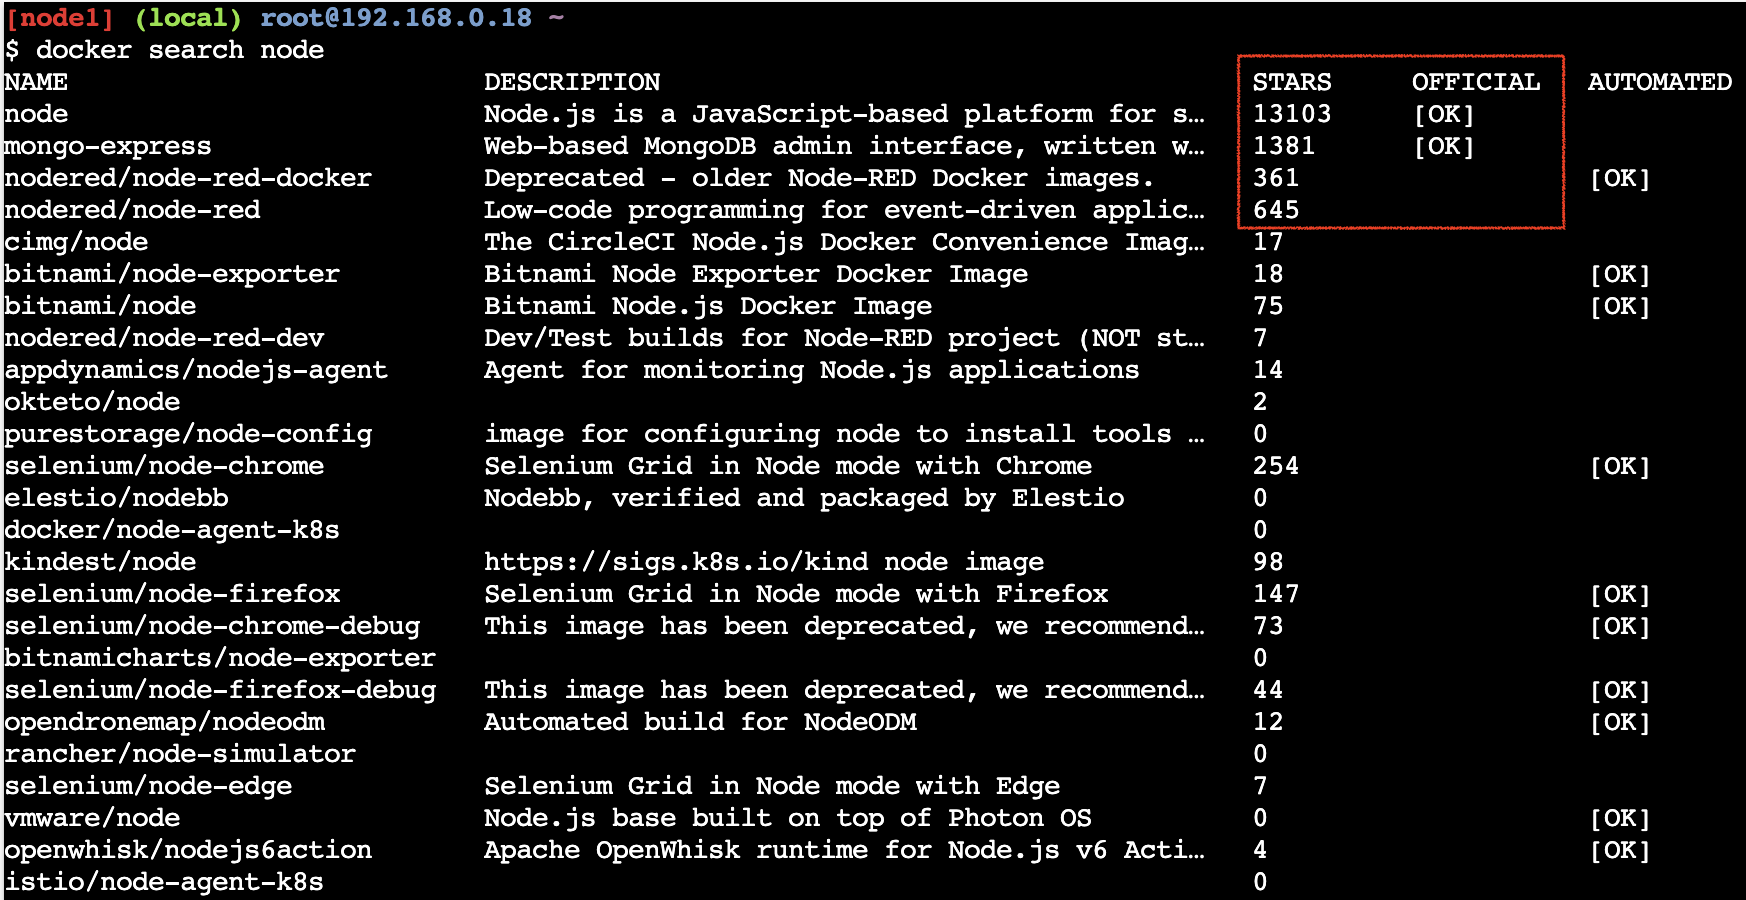 [node1] (local) root@192.168.0.18 ~
$ docker search node
NAME DESCRIPTION STARS OFFICIAL AUTOMATED
node Node.js is a JavaScript-based platform for s… 13103 [OK]
mongo-express Web-based MongoDB admin interface, written w… 1381 [OK]
nodered/node-red-docker Deprecated - older Node-RED Docker images. 361 [OK]
nodered/node-red Low-code programming for event-driven applic… 645
cimg/node The CircleCI Node.js Docker Convenience Imag… 17
bitnami/node-exporter Bitnami Node Exporter Docker Image 18 [OK]
bitnami/node Bitnami Node.js Docker Image 75 [OK]
nodered/node-red-dev Dev/Test builds for Node-RED project (NOT st… 7
appdynamics/nodejs-agent Agent for monitoring Node.js applications 14
okteto/node 2
purestorage/node-config image for configuring node to install tools … 0
selenium/node-chrome Selenium Grid in Node mode with Chrome 254 [OK]
elestio/nodebb Nodebb, verified and packaged by Elestio 0
docker/node-agent-k8s 0
kindest/node https://sigs.k8s.io/kind node image 98
selenium/node-firefox Selenium Grid in Node mode with Firefox 147 [OK]
selenium/node-chrome-debug This image has been deprecated, we recommend… 73 [OK]
bitnamicharts/node-exporter 0
selenium/node-firefox-debug This image has been deprecated, we recommend… 44 [OK]
opendronemap/nodeodm Automated build for NodeODM 12 [OK]
rancher/node-simulator 0
selenium/node-edge Selenium Grid in Node mode with Edge 7
vmware/node Node.js base built on top of Photon OS 0 [OK]
openwhisk/nodejs6action Apache OpenWhisk runtime for Node.js v6 Acti… 4 [OK]
istio/node-agent-k8s 0